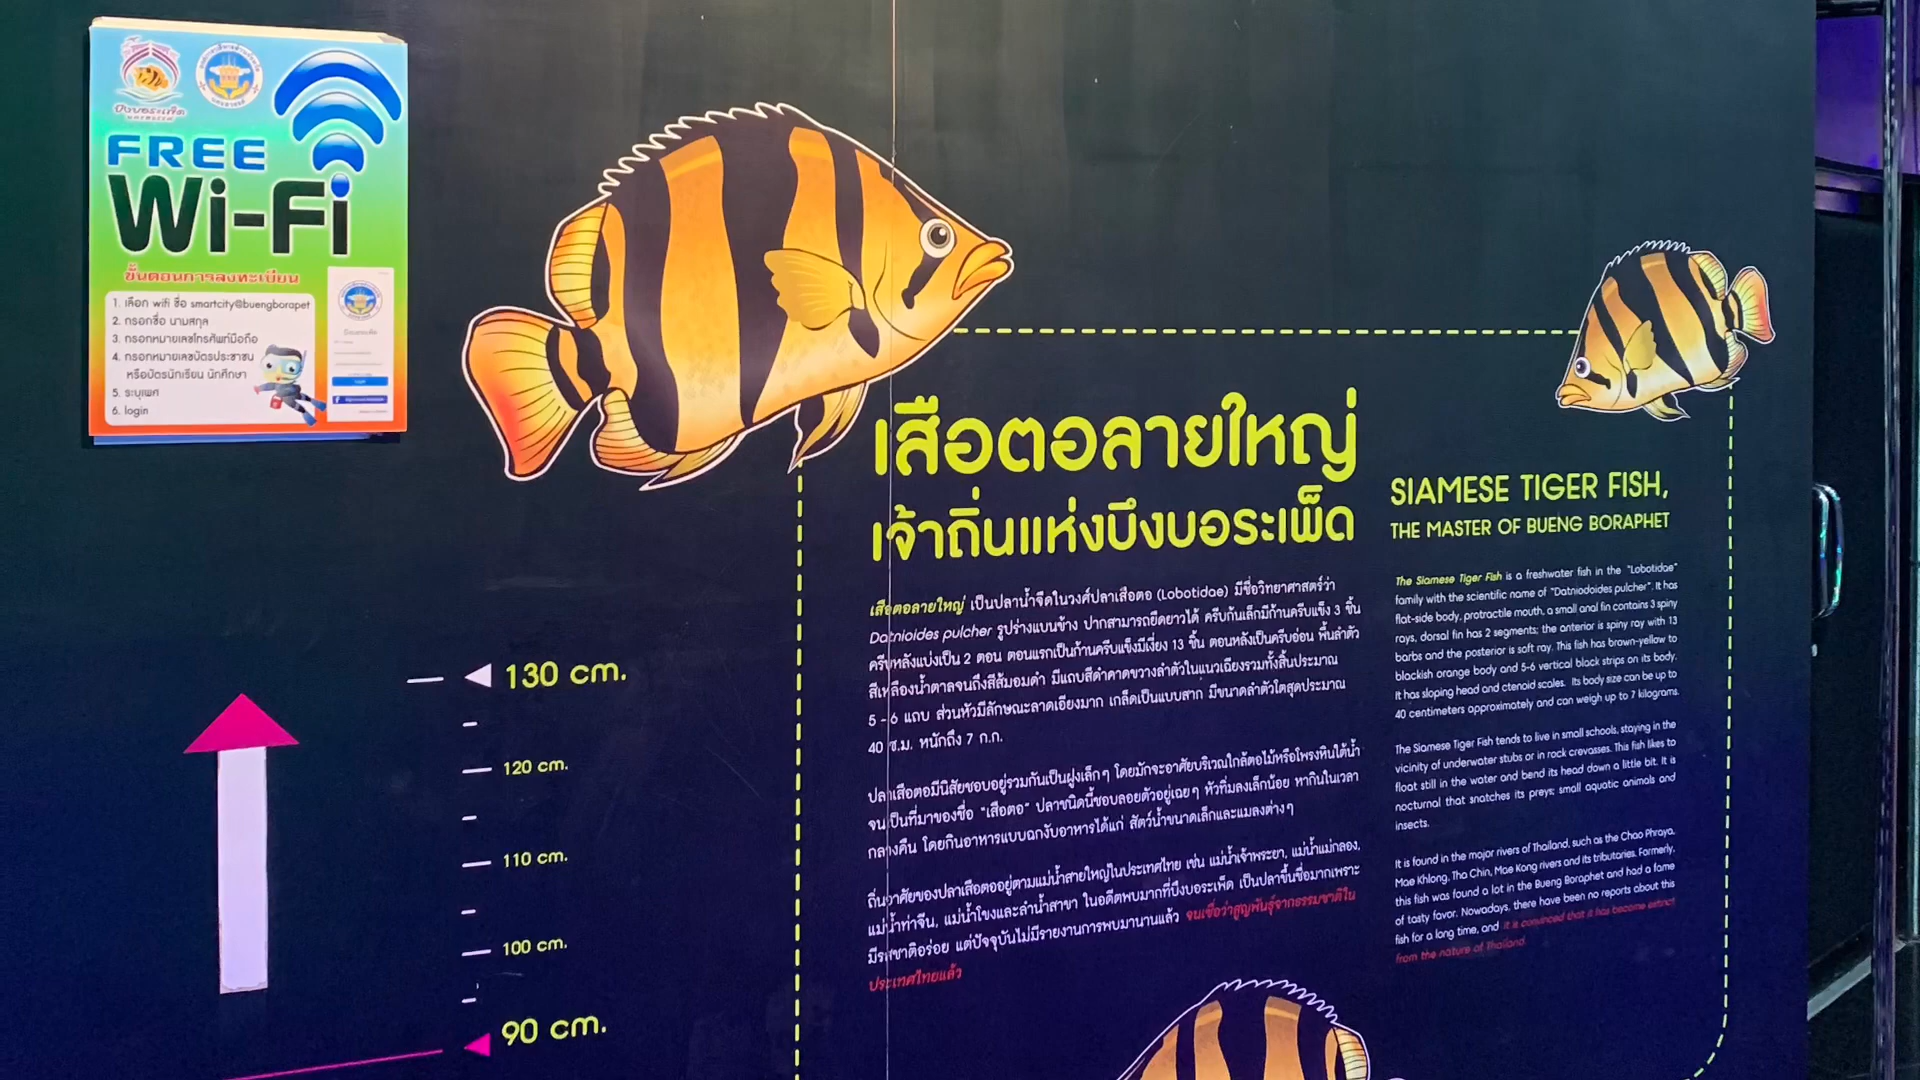 บึงบอระเพ็ด
FREE
Wi-Fi
ขั้นตอนการลงทะเบียน
1. เลือก wifi ชื่อ smartcity@buengborapet
2. กรอกชื่อ นามสกุล
3. กรอกหมายเลขโทรศัพท์มือถือ
4. กรอกหมายเลขบัตรประชาชน
หรือบัตรนักเรียน นักศึกษา
5. ระบุเพศ
6. login
130 cm.
120 cm.
110 cm.
100 cm.
90 cm.
เสือตอลายใหญ่
เจ้าถิ่นแห่งบึงบอระเพ็ด
เสือตอลายใหญ่ เป็นปลาน้ำจืดในวงศ์ปลาเสือตอ (Lobotidae) มีชื่อวิทยาศาสตร์ว่า
Datnioides pulcher รูปร่างแบนข้าง ปากสามารถยืดยาวได้ ครีบก้นเล็กมีก้านครีบแข็ง 3 ชิ้น
ครีบหลังแบ่งเป็น 2 ตอน ตอนแรกเป็นก้านครีบแข็งมีเงี่ยง 13 ชิ้น ตอนหลังเป็นครีบอ่อน พื้นลำตัว
สีเหลืองน้ำตาลจนถึงสีส้มอมดำ มีแถบสีดำคาดขวางลำตัวในแนวเฉียงรวมทั้งสิ้นประมาณ
5 - 6 แถบ ส่วนหัวมีลักษณะลาดเอียงมาก เกล็ดเป็นแบบสาก มีขนาดลำตัวโตสุดประมาณ
40 ซ.ม. หนักถึง 7 ก.ก.
ปลาเสือตอมีนิสัยชอบอยู่รวมกันเป็นฝูงเล็กๆ โดยมักจะอาศัยบริเวณใกล้ตอไม้หรือโพรงหินใต้น้ำ
จนเป็นที่มาของชื่อ "เสือตอ" ปลาชนิดนี้ชอบลอยตัวอยู่เฉยๆ หัวทิ่มลงเล็กน้อย หากินในเวลา
กลางคืน โดยกินอาหารแบบฉกงับอาหารได้แก่ สัตว์น้ำขนาดเล็กและแมลงต่างๆ
ถิ่นอาศัยของปลาเสือตออยู่ตามแม่น้ำสายใหญ่ในประเทศไทย เช่น แม่น้ำเจ้าพระยา, แม่น้ำแม่กลอง,
แม่น้ำท่าจีน, แม่น้ำโขงและลำน้ำสาขา ในอดีตพบมากที่บึงบอระเพ็ด เป็นปลาขึ้นชื่อมากเพราะ
มีรสชาติอร่อย แต่ปัจจุบันไม่มีรายงานการพบมานานแล้ว จนเชื่อว่าสูญพันธุ์จากธรรมชาติใน
ประเทศไทยแล้ว
SIAMESE TIGER FISH,
THE MASTER OF BUENG BORAPHET
The Siamese Tiger Fish is a freshwater fish in the "Lobotidae"
family with the scientific name of "Datniodoides pulcher". It has
flat-side body, protractile mouth, a small anal fin contains 3 spiny
rays, dorsal fin has 2 segments; the anterior is spiny ray with 13
barbs and the posterior is soft ray. This fish has brown-yellow to
blackish orange body and 5-6 vertical black strips on its body.
It has sloping head and ctenoid scales. Its body size can be up to
40 centimeters approximately and can weigh up to 7 kilograms.
The Siamese Tiger Fish tends to live in small schools, staying in the
vicinity of underwater stubs or in rock crevasses. This fish likes to
float still in the water and bend its head down a little bit. It is
nocturnal that snatches its preys; small aquatic animals and
insects.
It is found in the major rivers of Thailand, such as the Chao Phraya,
Mae Khlong, Tha Chin, Mae Kong rivers and its tributaries. Formerly,
this fish was found a lot in the Bueng Boraphet and had a fame
of tasty favor. Nowadays, there have been no reports about this
fish for a long time, and it is convinced that it has become extinct
from the nature of Thailand